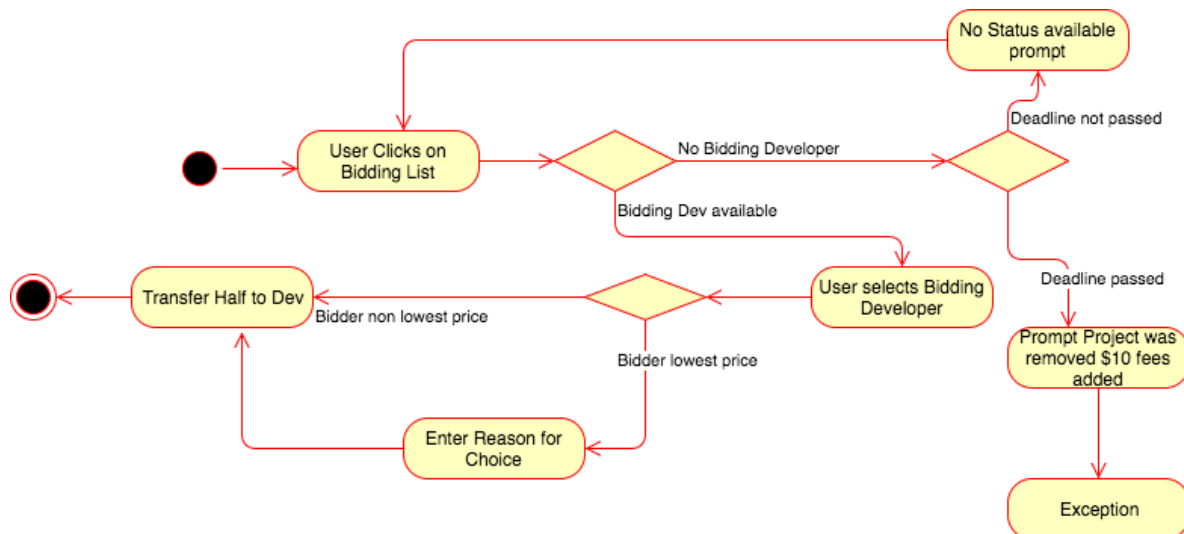 No Status available
prompt
Deadline not passed
User Clicks on
Bidding List
No Bidding Developer
Bidding Dev available
Deadline passed
Transfer Half to Dev
User selects Bidding
Developer
Bidder non lowest price
Bidder lowest price
Prompt Project was
removed $10 fees
added
Enter Reason for
Choice
Exception